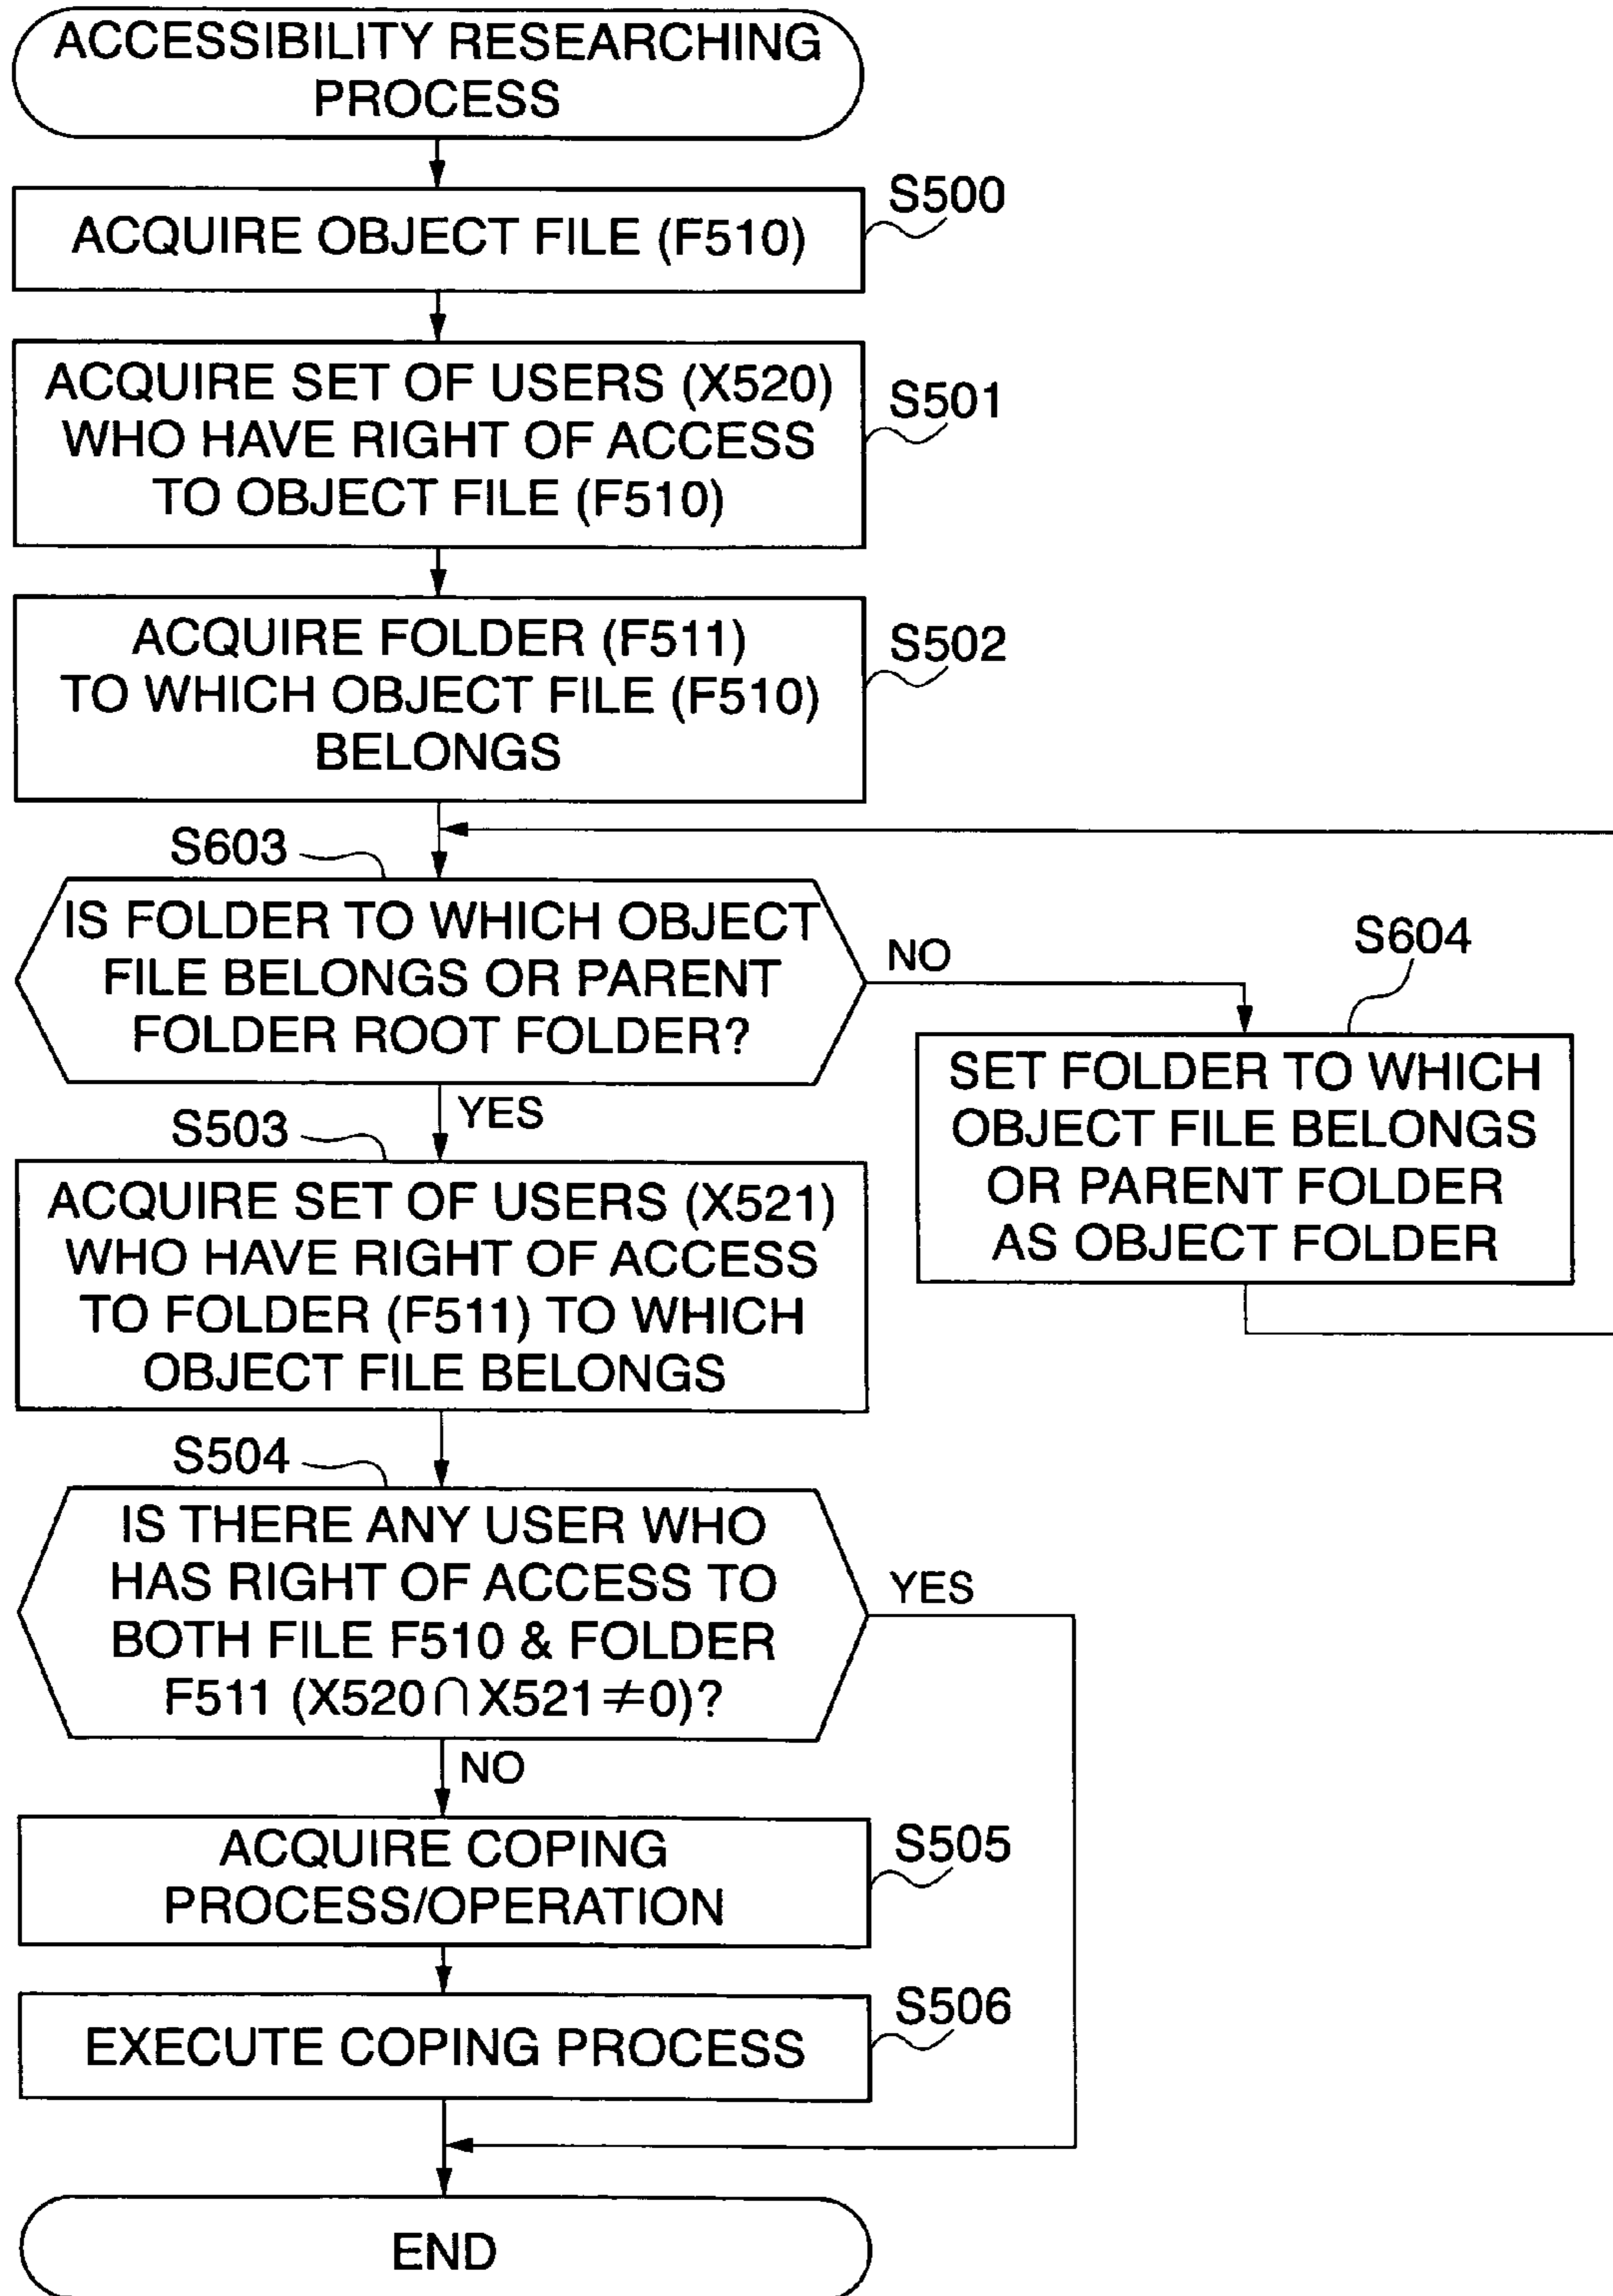 ACCESSIBILITY RESEARCHING
PROCESS
S500
ACQUIRE OBJECT FILE (F510)
S501
ACQUIRE SET OF USERS (X520)
WHO HAVE RIGHT OF ACCESS
TO OBJECT FILE (F510)
S502
ACQUIRE FOLDER (F511)
TO WHICH OBJECT FILE (F510)
BELONGS
S603
IS FOLDER TO WHICH OBJECT
FILE BELONGS OR PARENT
FOLDER ROOT FOLDER?
NO
S604
SET FOLDER TO WHICH
OBJECT FILE BELONGS
OR PARENT FOLDER
AS OBJECT FOLDER
YES
S503
ACQUIRE SET OF USERS (X521)
WHO HAVE RIGHT OF ACCESS
TO FOLDER (F511) TO WHICH
OBJECT FILE BELONGS
S504
IS THERE ANY USER WHO
HAS RIGHT OF ACCESS TO
BOTH FILE F510 & FOLDER
F511 (X520∩X521≠0)?
YES
NO
ACQUIRE COPING
PROCESS/OPERATION
S505
EXECUTE COPING PROCESS
S506
END